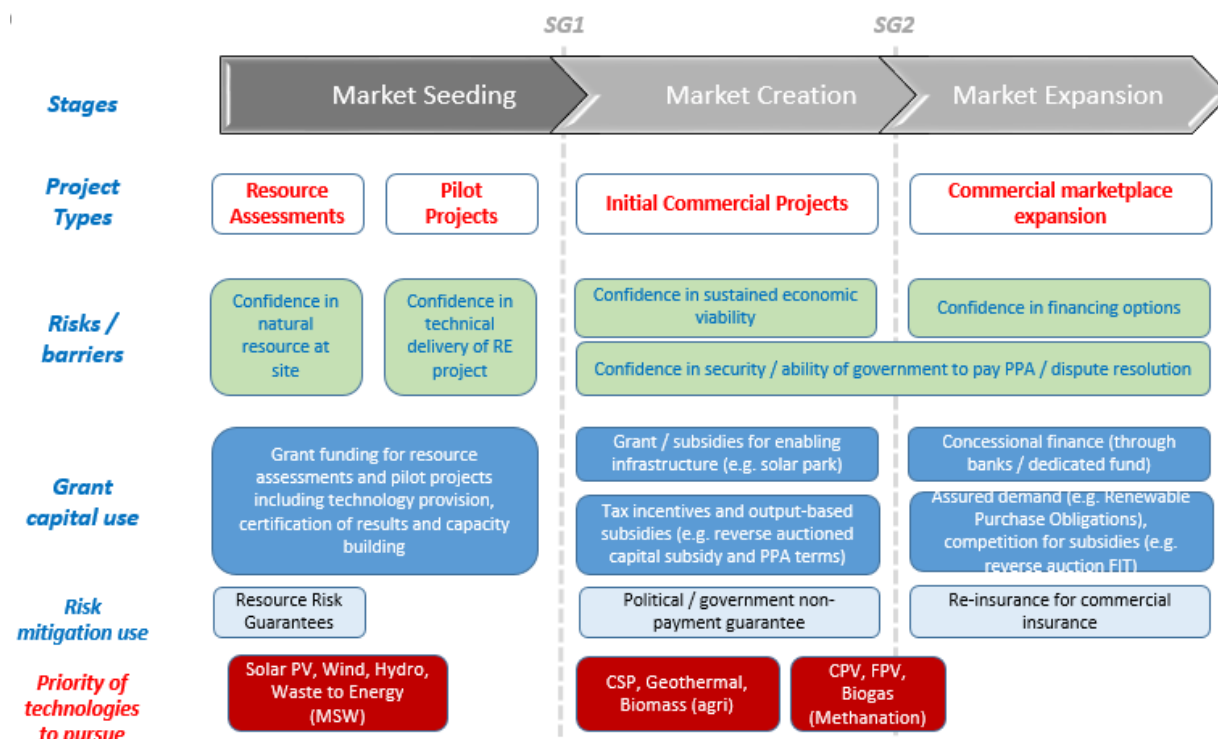 SG1
SG2
Stages
Market Seeding
Market Creation
Market Expansion
Project
Types
Resource
Assessments
Pilot
Projects
Initial Commercial Projects
Commercial marketplace
expansion
Risks /
barriers
Confidence in
natural
resource at
site
Confidence in
technical
delivery of RE
project
Confidence in sustained economic
viability
Confidence in financing options
Confidence in security / ability of government to pay PPA / dispute resolution
Grant
capital use
Grant funding for resource
assessments and pilot projects
including technology provision,
certification of results and capacity
building
Grant / subsidies for enabling
infrastructure (e.g. solar park)
Concessional finance (through
banks / dedicated fund)
Tax incentives and output-based
subsidies (e.g. reverse auctioned
capital subsidy and PPA terms)
Assured demand (e.g. Renewable
Purchase Obligations),
competition for subsidies (e.g.
reverse auction FIT)
Risk
mitigation use
Resource Risk
Guarantees
Political / government non-
payment guarantee
Re-insurance for commercial
insurance
Priority of
technologies
to pursue
Solar PV, Wind, Hydro,
Waste to Energy
(MSW)
CSP, Geothermal,
Biomass (agri)
CPV, FPV,
Biogas
(Methanation)